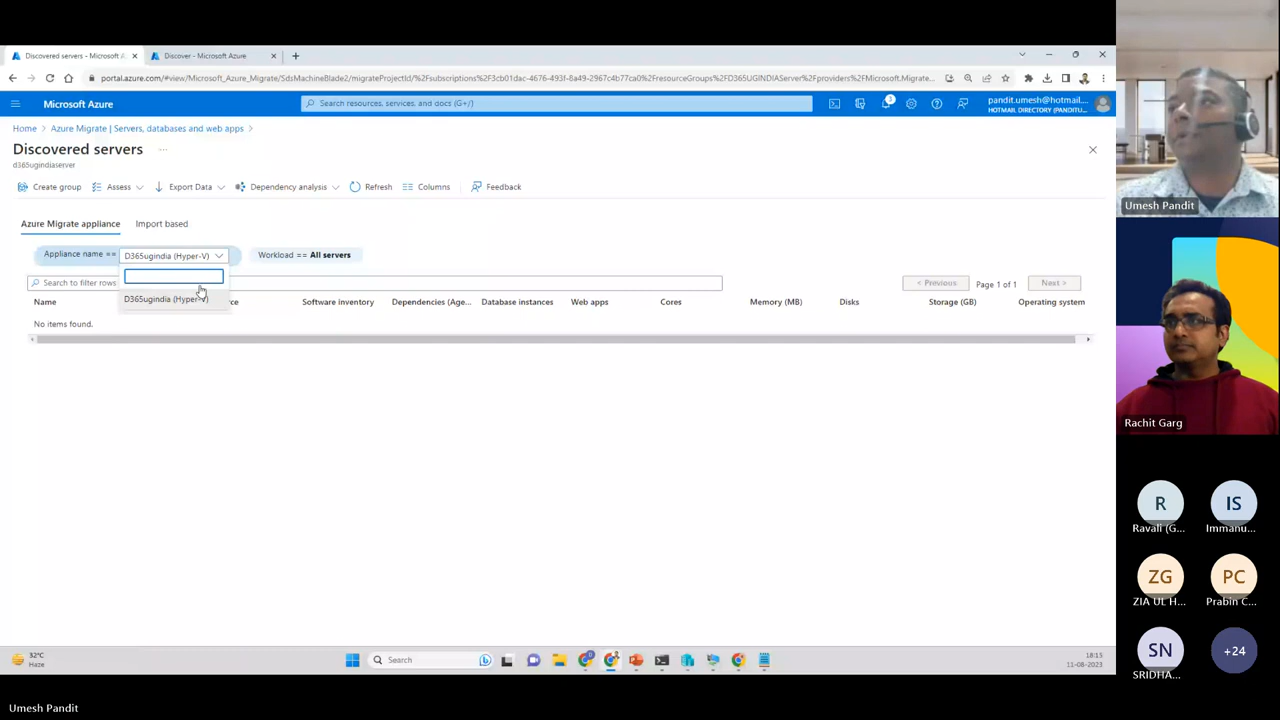 Discovered servers - Microsoft A
Discover - Microsoft Azure
portal.azure.com/#view/Microsoft_Azure_Migrate/SdsMachineBlade2/migrateProjectId/%2Fsubscriptions%2F3cb01dac-4676-493f-8a49-2967c4b77ca0%2FresourceGroups%2FD365UGINDIAServer%2Fproviders%2FMicrosoft.Migrate...
Microsoft Azure
Search resources, services, and docs (G+/)
1
pandit.umesh@hotmail....
HOTMAIL DIRECTORY (PANDITU...
Home > Azure Migrate | Servers, databases and web apps >
Discovered servers ...
d365ugindiaserver
Create group Assess Export Data Dependency analysis Refresh Columns Feedback
Azure Migrate appliance Import based
Appliance name == D365ugindia (Hyper-V) Workload == All servers
Search to filter rows
< Previous Page 1 of 1 Next >
D365ugindia (Hyper-V)
Name Software inventory Dependencies (Age... Database instances Web apps Cores Memory (MB) Disks Storage (GB) Operating system
No items found.
32°C
Haze
Search
18:15
11-08-2023
Umesh Pandit
Rachit Garg
R
Ravali (G...
IS
Immanu...
ZG
ZIA UL H...
PC
Prabin C...
SN
SRIDHA...
+24
Umesh Pandit